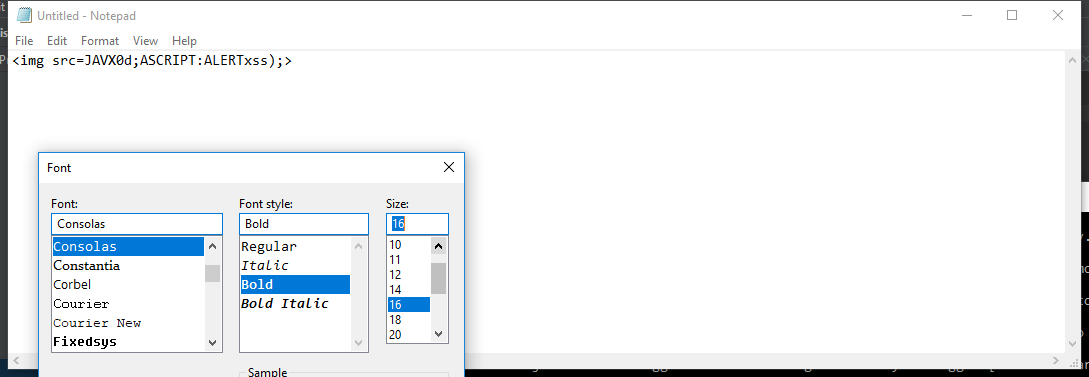 Untitled - Notepad
File Edit Format View Help
<img src=JAVX0d;ASCRIPT:ALERTxss);>
Font
Font: Font style: Size:
Consolas Bold 16
Consolas Regular 10
Constantia Italic 11
Corbel Bold 12
Courier Bold Italic 14
Courier New 16
Fixedsys 18
20
Sample